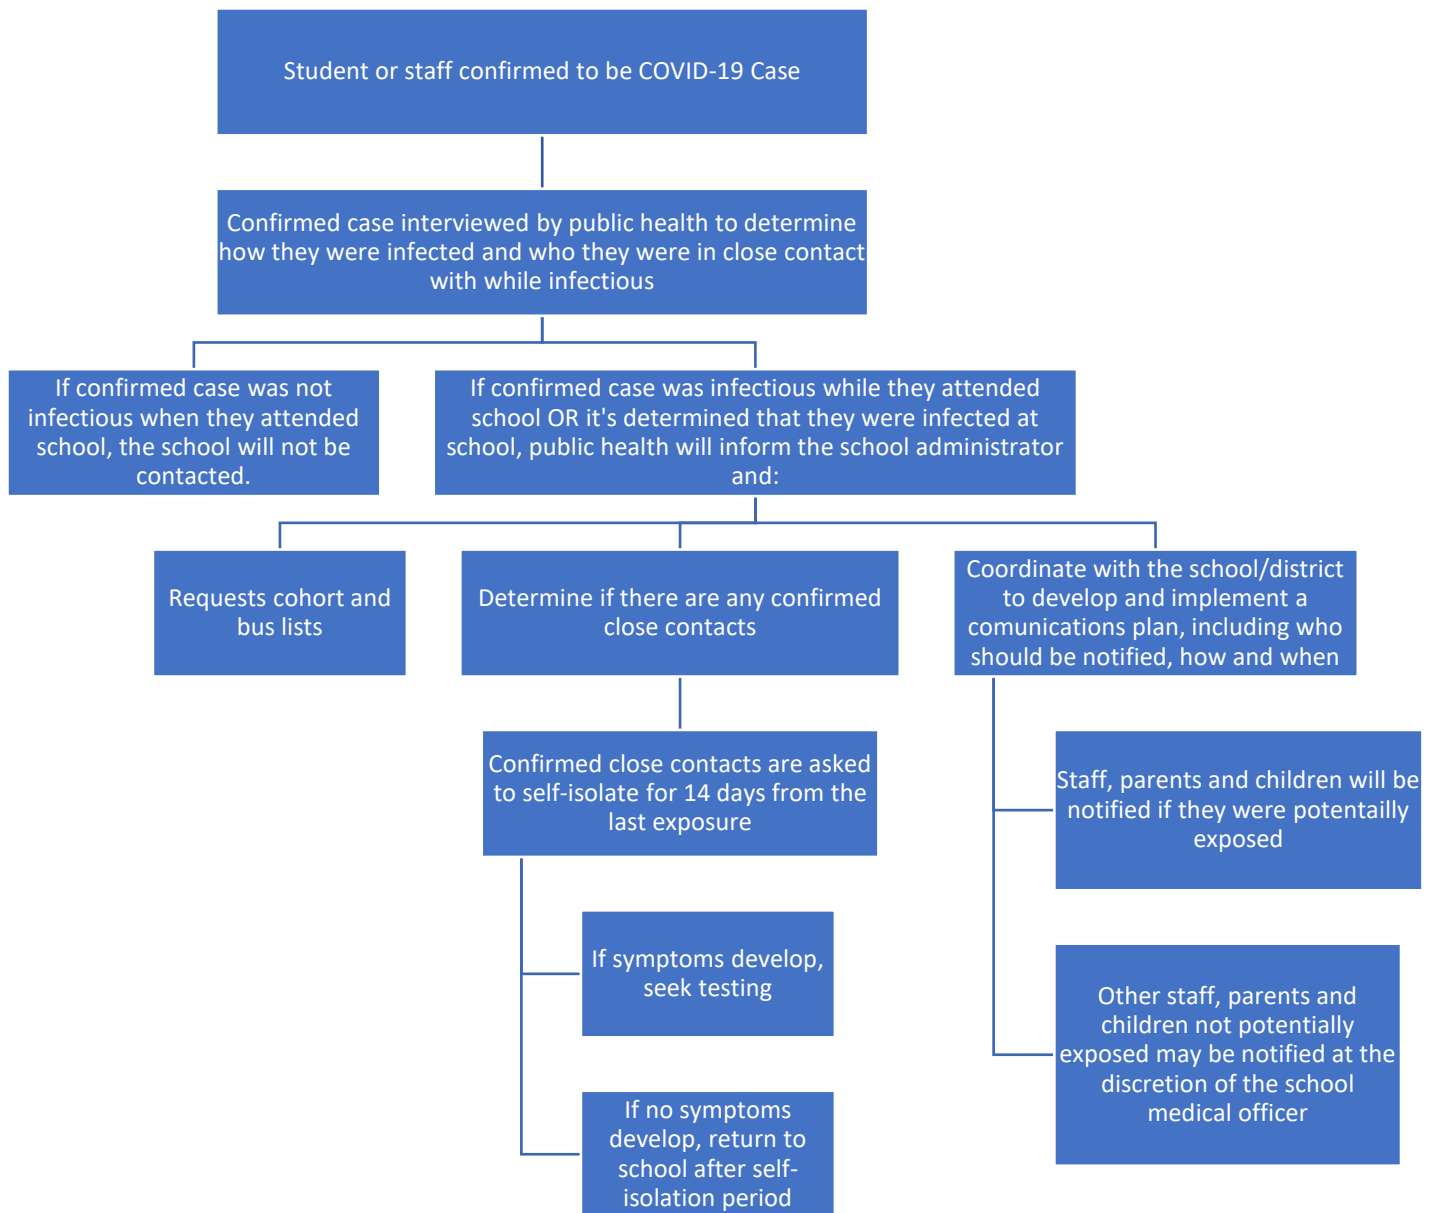 Student or staff confirmed to be COVID-19 Case
Confirmed case interviewed by public health to determine
how they were infected and who they were in close contact
with while infectious
If confirmed case was not
infectious when they attended
school, the school will not be
contacted.
If confirmed case was infectious while they attended
school OR it's determined that they were infected at
school, public health will inform the school administrator
and:
Requests cohort and
bus lists
Determine if there are any confirmed
close contacts
Coordinate with the school/district
to develop and implement a
comunications plan, including who
should be notified, how and when
Confirmed close contacts are asked
to self-isolate for 14 days from the
last exposure
Staff, parents and children will be
notified if they were potentailly
exposed
If symptoms develop,
seek testing
Other staff, parents and
children not potentially
exposed may be notified at the
discretion of the school
medical officer
If no symptoms
develop, return to
school after self-
isolation period